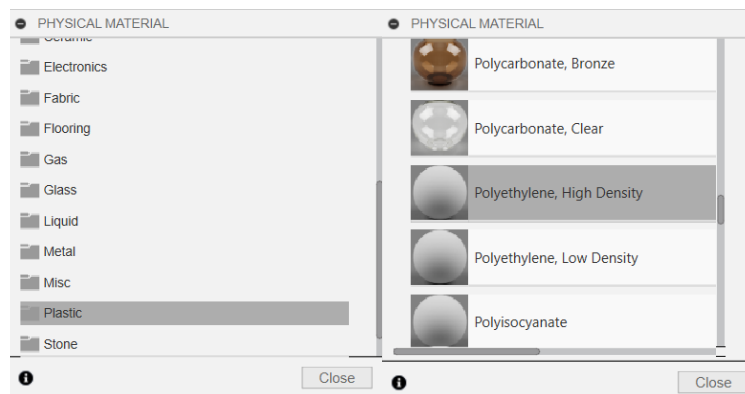 PHYSICAL MATERIAL
Ceramic
Electronics
Fabric
Flooring
Gas
Glass
Liquid
Metal
Misc
Plastic
Stone
Close
PHYSICAL MATERIAL
Polycarbonate, Bronze
Polycarbonate, Clear
Polyethylene, High Density
Polyethylene, Low Density
Polyisocyanate
Close